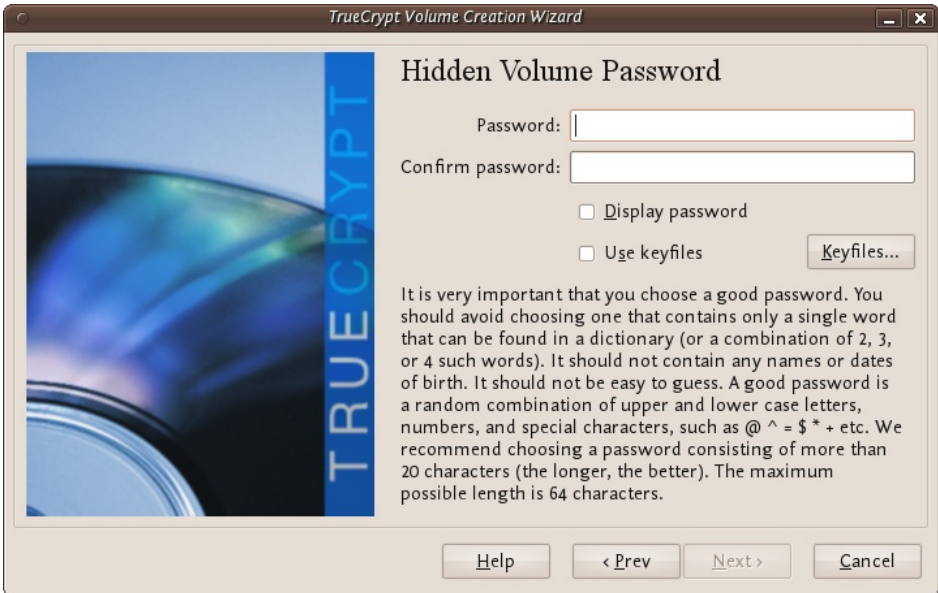 TrueCrypt Volume Creation Wizard
TRUECRYPT
Hidden Volume Password
Password:
Confirm password:
Display password
Use keyfiles
Keyfiles...
It is very important that you choose a good password. You
should avoid choosing one that contains only a single word
that can be found in a dictionary (or a combination of 2, 3,
or 4 such words). It should not contain any names or dates
of birth. It should not be easy to guess. A good password is
a random combination of upper and lower case letters,
numbers, and special characters, such as @ ^ = $ * + etc. We
recommend choosing a password consisting of more than
20 characters (the longer, the better). The maximum
possible length is 64 characters.
Help
< Prev
Next >
Cancel